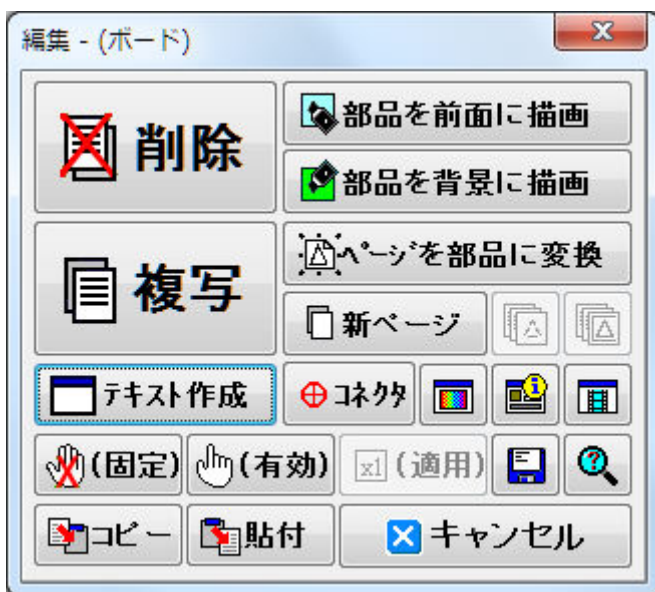 編集 - (ボード)
削除
部品を前面に描画
部品を背景に描画
複写
ページを部品に変換
新ページ
テキスト作成
コネクタ
(固定)
(有効)
x1 (適用)
コピー
貼付
キャンセル